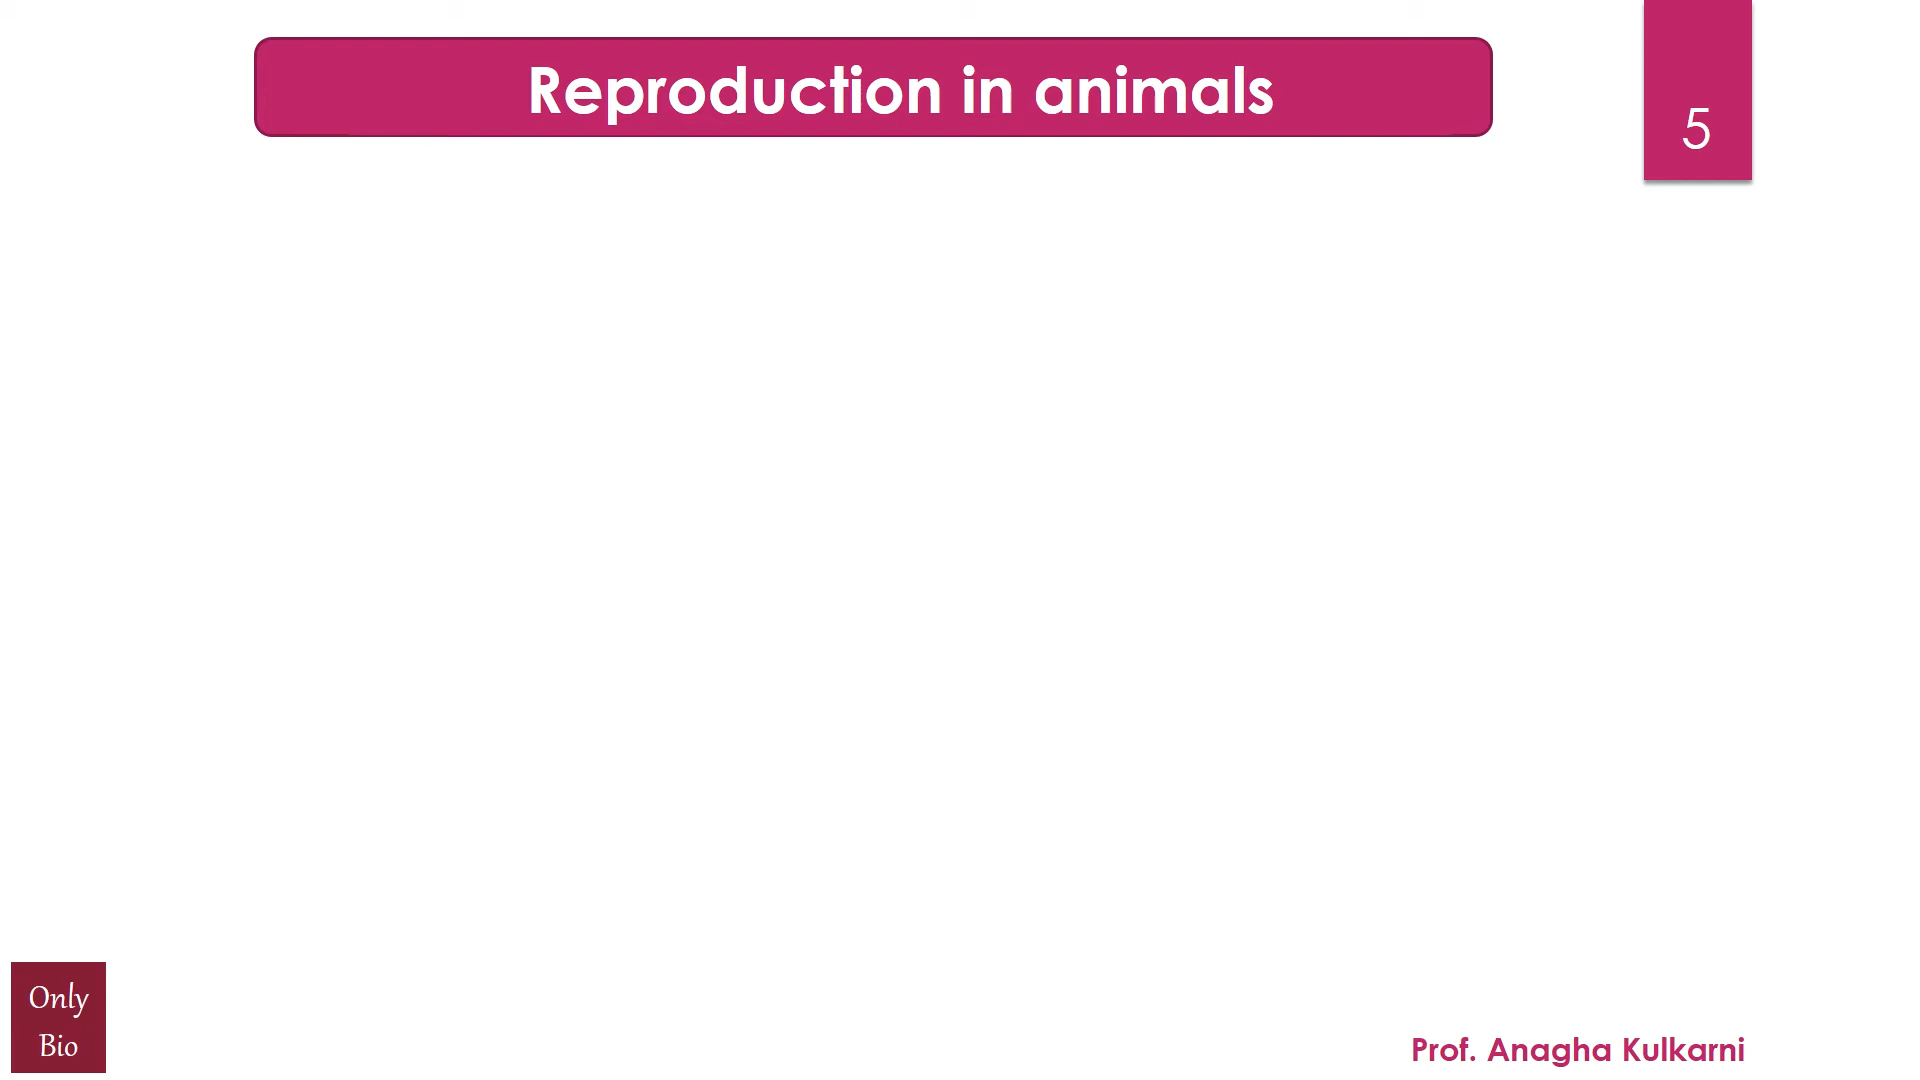 Reproduction in animals
5
Only
Bio
Prof. Anagha Kulkarni